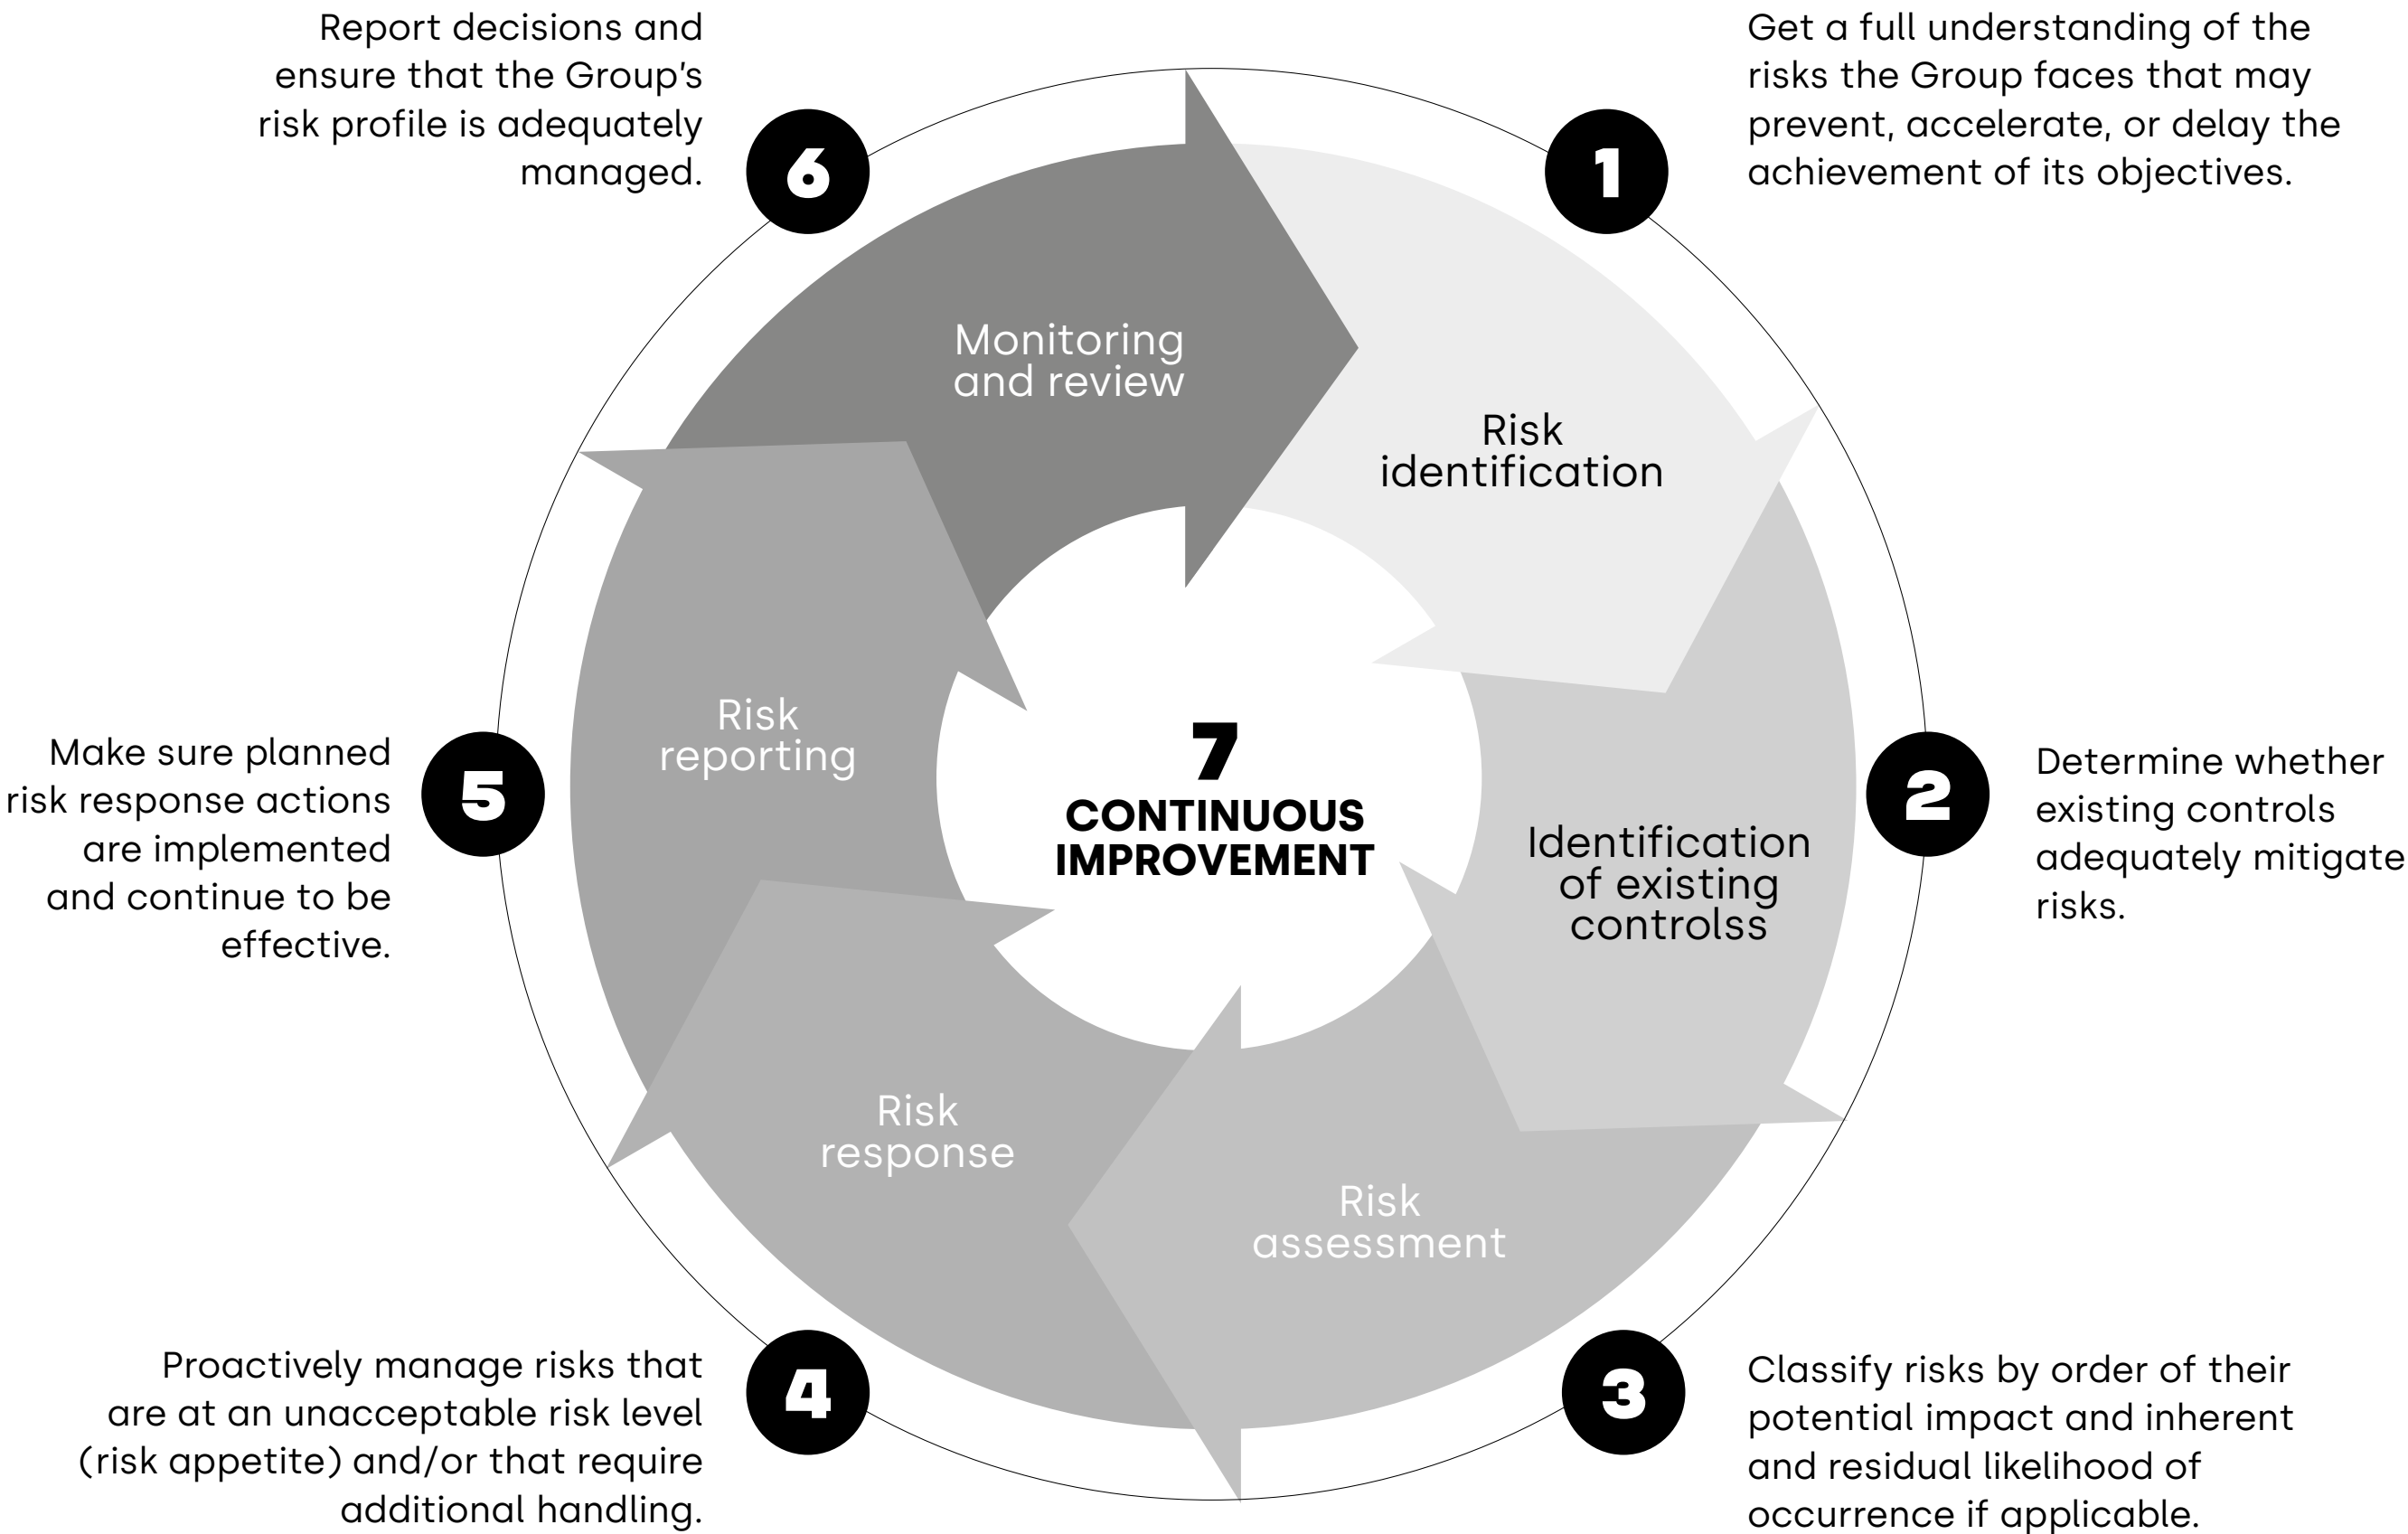 Report decisions and
ensure that the Group's
risk profile is adequately
managed.
6
1
Get a full understanding of the
risks the Group faces that may
prevent, accelerate, or delay the
achievement of its objectives.
Monitoring
and review
Risk
identification
Risk
reporting
7
CONTINUOUS
IMPROVEMENT
Identification
of existing
controlss
Make sure planned
risk response actions
are implemented
and continue to be
effective.
5
2
Determine whether
existing controls
adequately mitigate
risks.
Risk
response
Risk
assessment
Proactively manage risks that
are at an unacceptable risk level
(risk appetite) and/or that require
additional handling.
4
3
Classify risks by order of their
potential impact and inherent
and residual likelihood of
occurrence if applicable.